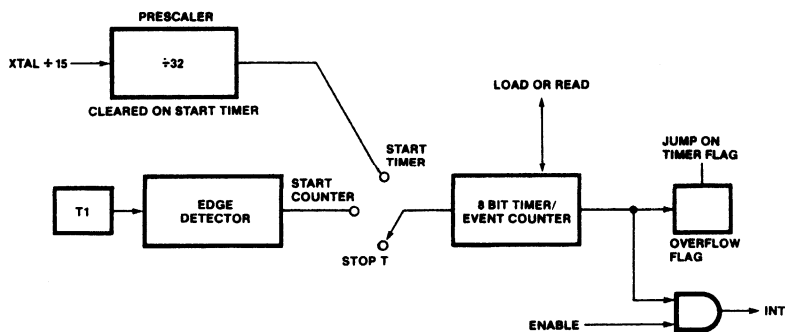 PRESCALER
XTAL ÷ 15
÷32
CLEARED ON START TIMER
LOAD OR READ
START
TIMER
JUMP ON
TIMER FLAG
T1
EDGE
DETECTOR
START
COUNTER
STOP T
8 BIT TIMER/
EVENT COUNTER
OVERFLOW
FLAG
ENABLE
INT